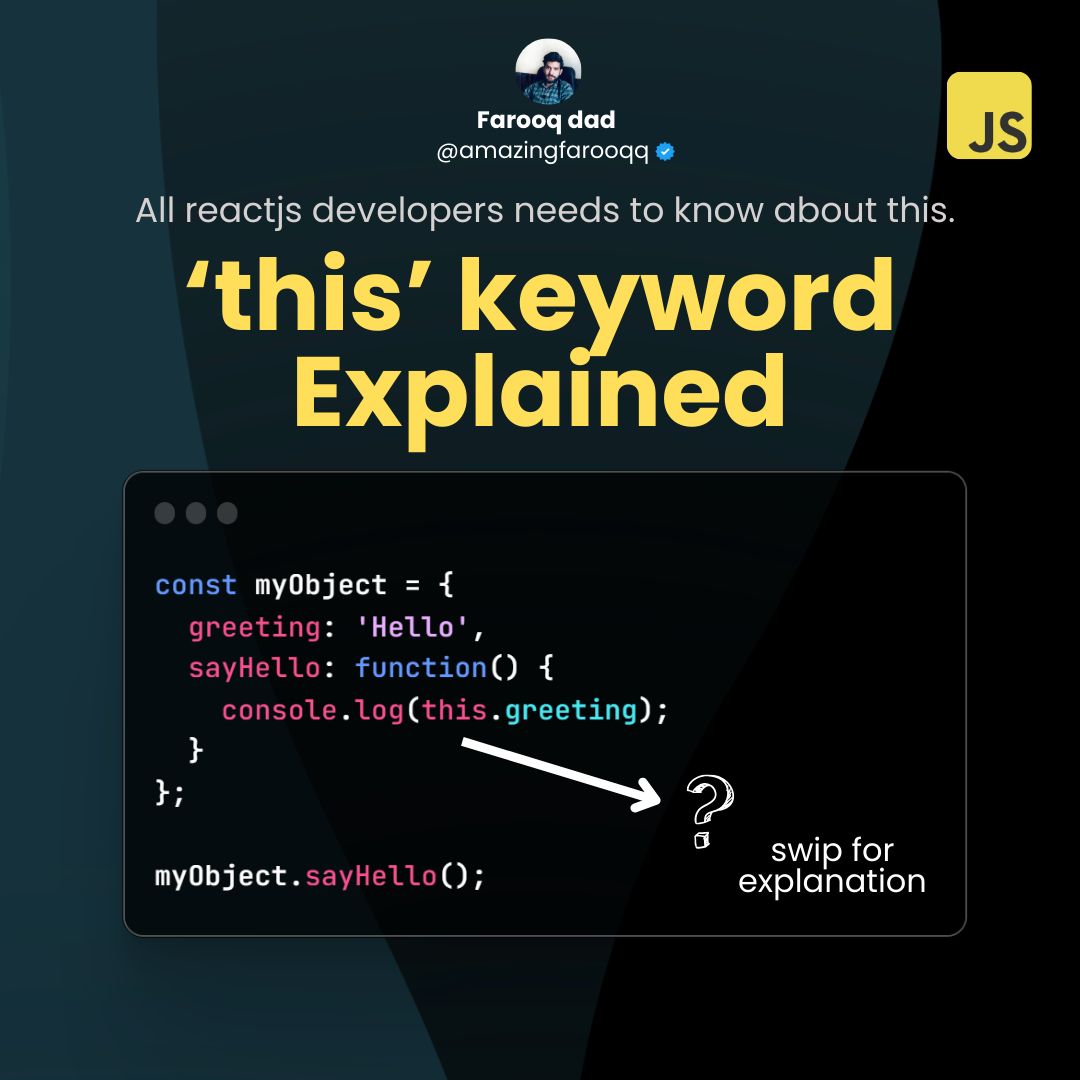 Farooq dad
@amazingfarooqq
JS
All reactjs developers needs to know about this.
‘this’ keyword
Explained
const myObject = {
  greeting: 'Hello',
  sayHello: function() {
    console.log(this.greeting);
  }
};
?
swip for
explanation
myObject.sayHello();